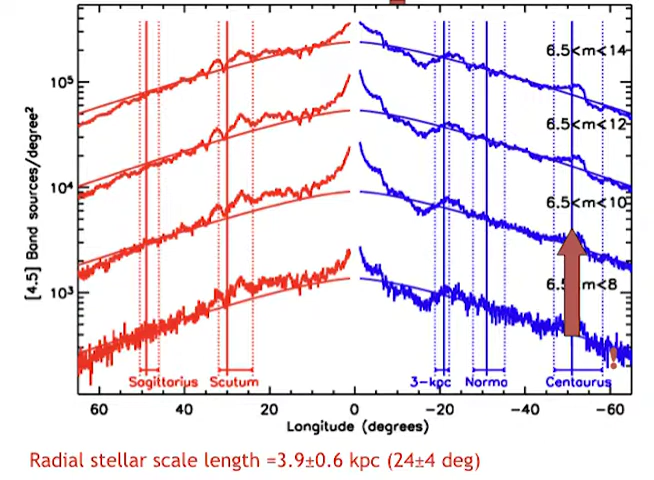 6.5<m<14
10⁵
6.5<m<12
10⁴
6.5<m<10
6.5<m<8
10³
[4.5] Band sources/degree²
Sagittarius Scutum 3-kpc Norma Centaurus
60 40 20 0 −20 −40 −60
Longitude (degrees)
Radial stellar scale length =3.9±0.6 kpc (24±4 deg)